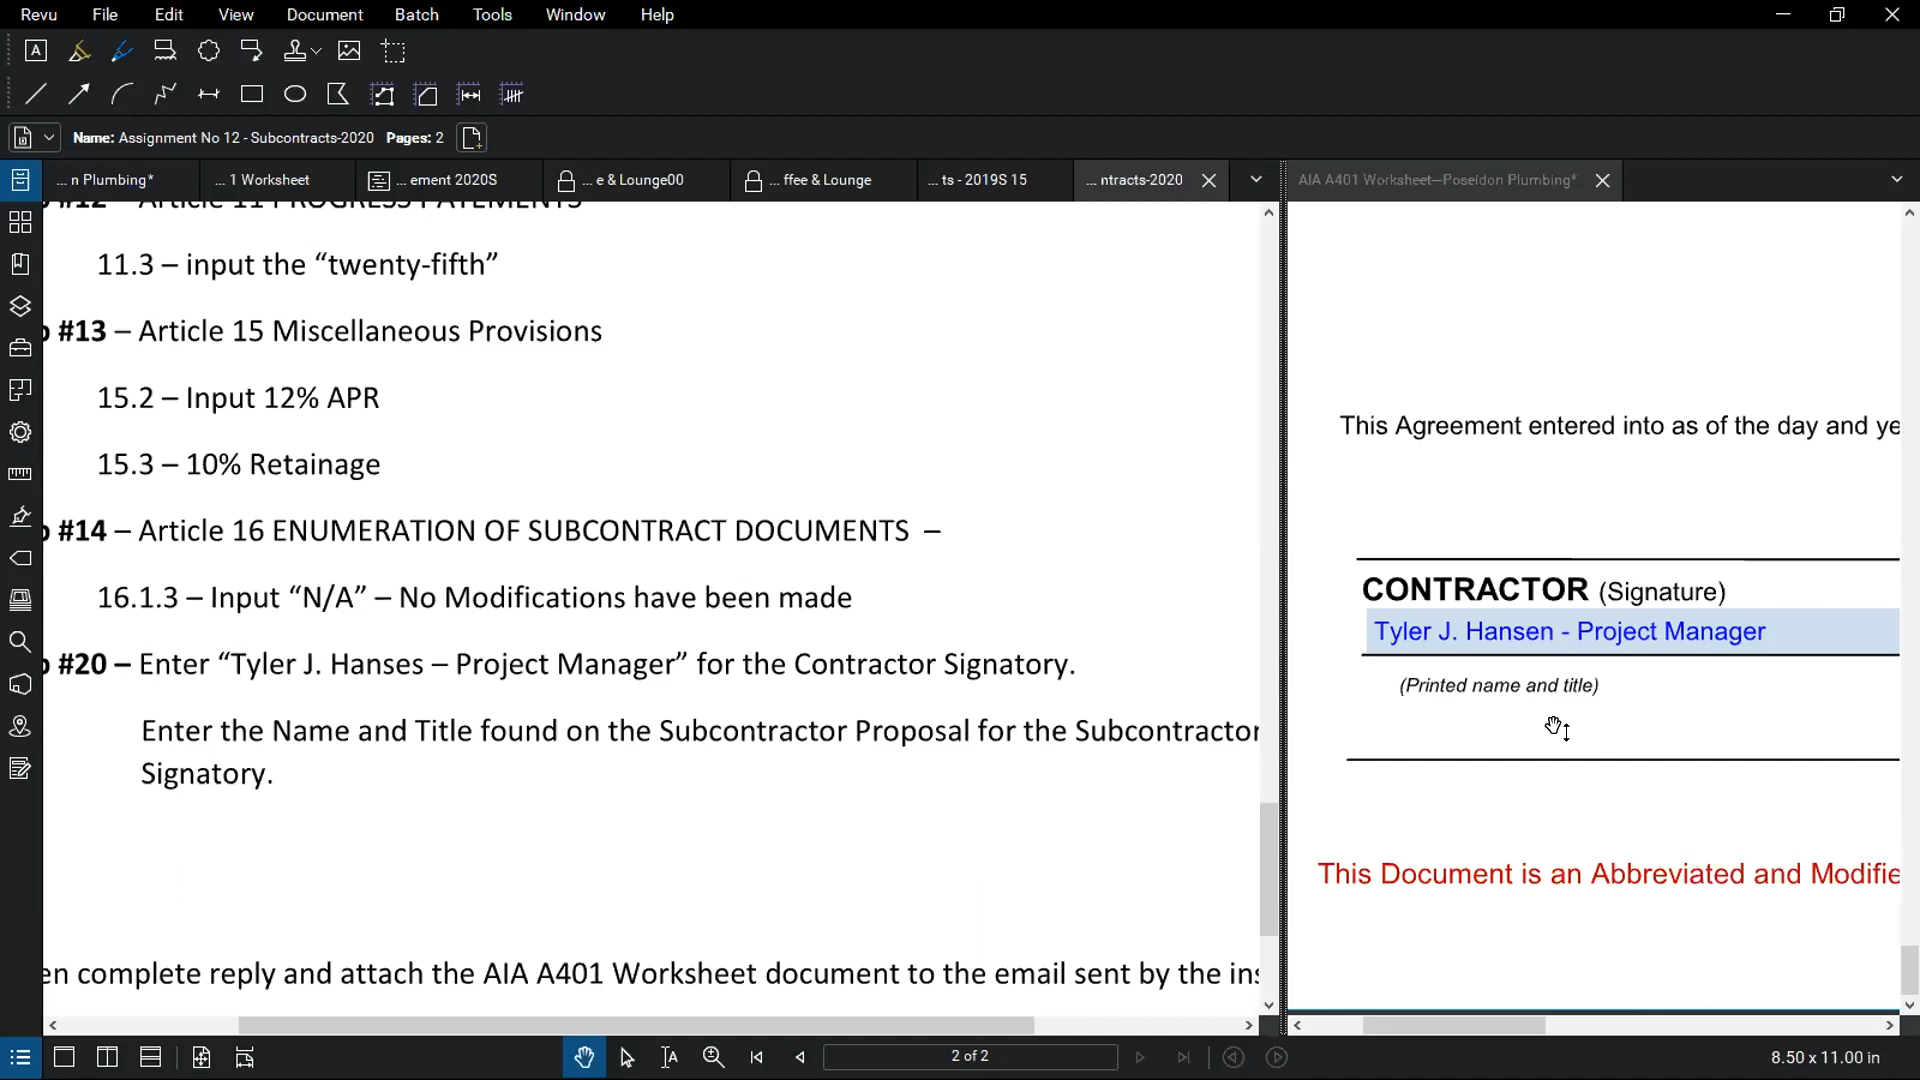 Revu File Edit View Document Batch Tools Window Help
Name: Assignment No 12 - Subcontracts-2020 Pages: 2
... n Plumbing* ... 1 Worksheet ... ement 2020S ... e & Lounge00 ... ffee & Lounge ... ts - 2019S 15 ... ntracts-2020 AIA A401 Worksheet—Poseidon Plumbing*
#12 – Article 11 PROGRESS PAYEMENTS
11.3 – input the “twenty-fifth”
#13 – Article 15 Miscellaneous Provisions
15.2 – Input 12% APR
15.3 – 10% Retainage
#14 – Article 16 ENUMERATION OF SUBCONTRACT DOCUMENTS –
16.1.3 – Input “N/A” – No Modifications have been made
#20 – Enter “Tyler J. Hanses – Project Manager” for the Contractor Signatory.
Enter the Name and Title found on the Subcontractor Proposal for the Subcontractor
Signatory.
en complete reply and attach the AIA A401 Worksheet document to the email sent by the ins
This Agreement entered into as of the day and ye
CONTRACTOR (Signature)
Tyler J. Hansen - Project Manager
(Printed name and title)
This Document is an Abbreviated and Modifie
2 of 2
8.50 x 11.00 in